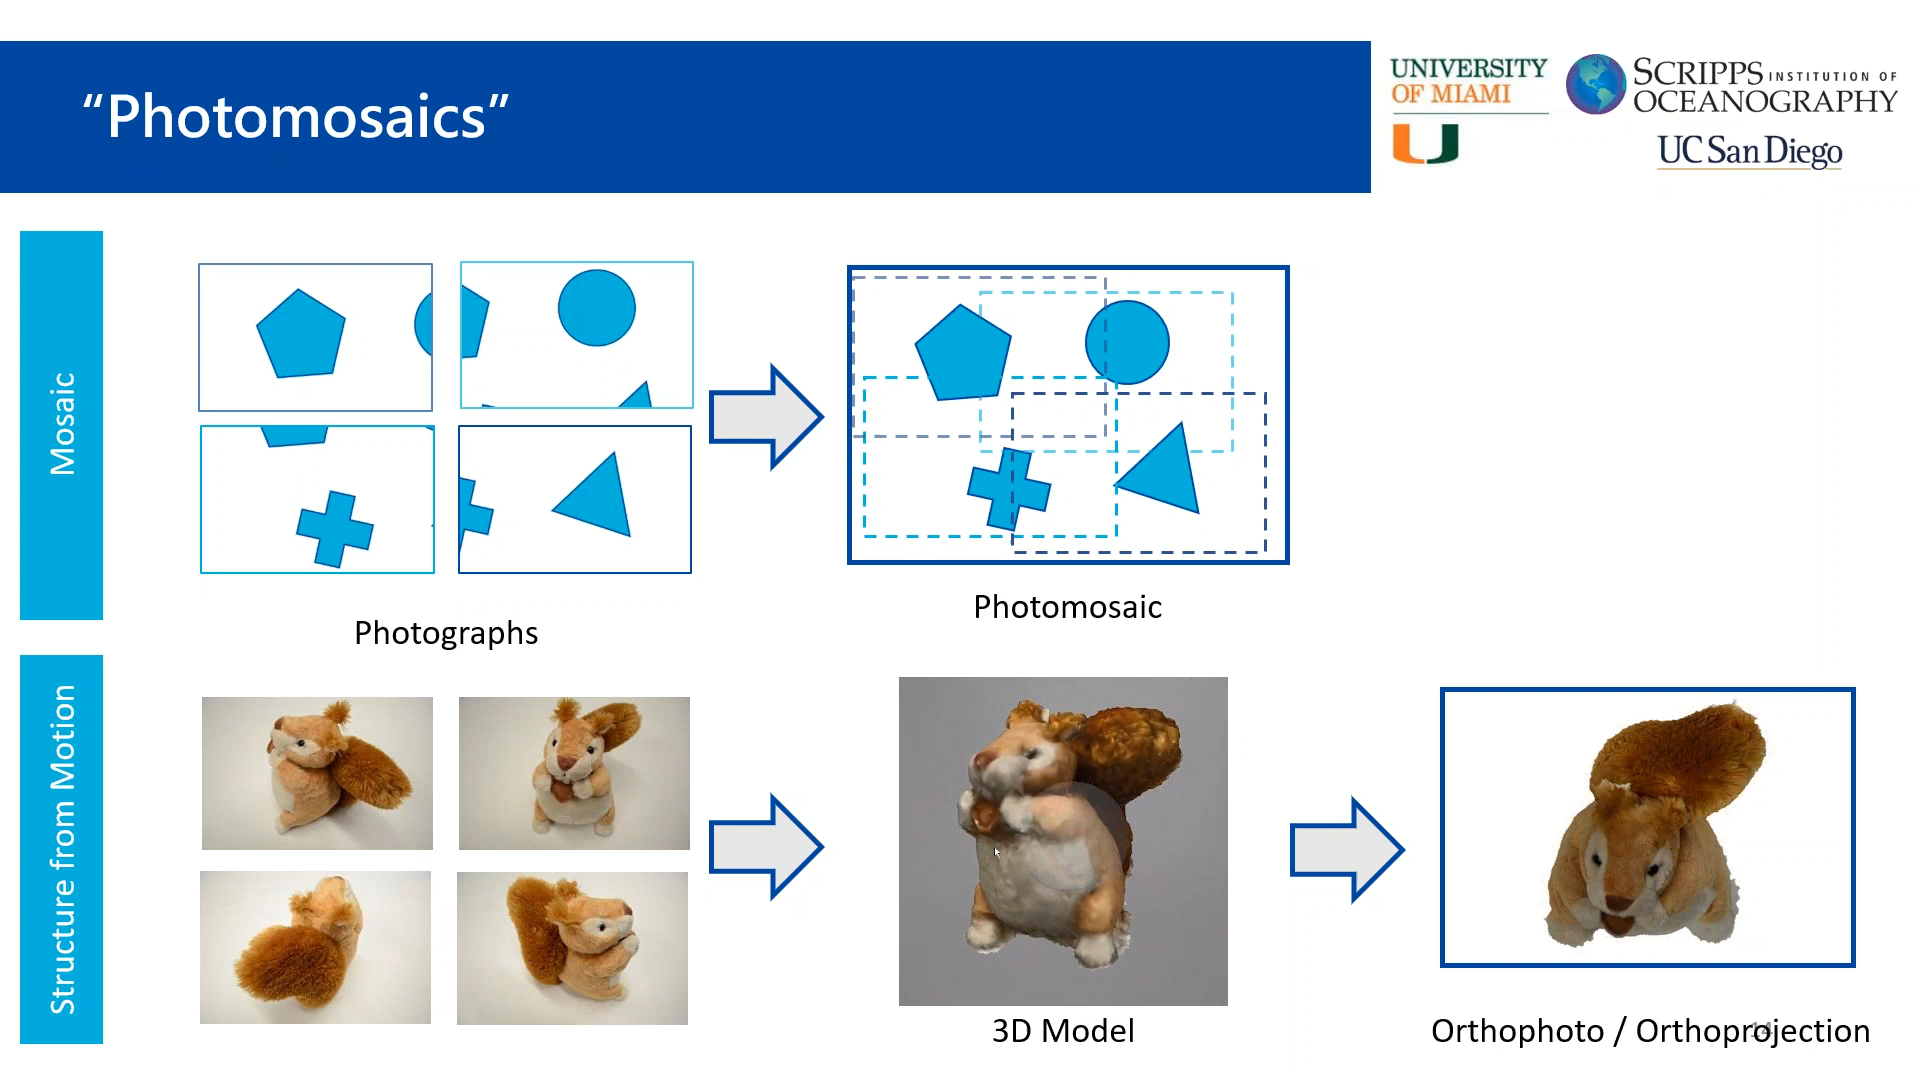 “Photomosaics”
UNIVERSITY
OF MIAMI
SCRIPPS INSTITUTION OF
OCEANOGRAPHY
UC San Diego
Mosaic
Photographs
Photomosaic
Structure from Motion
3D Model
Orthophoto / Orthoprojection
14